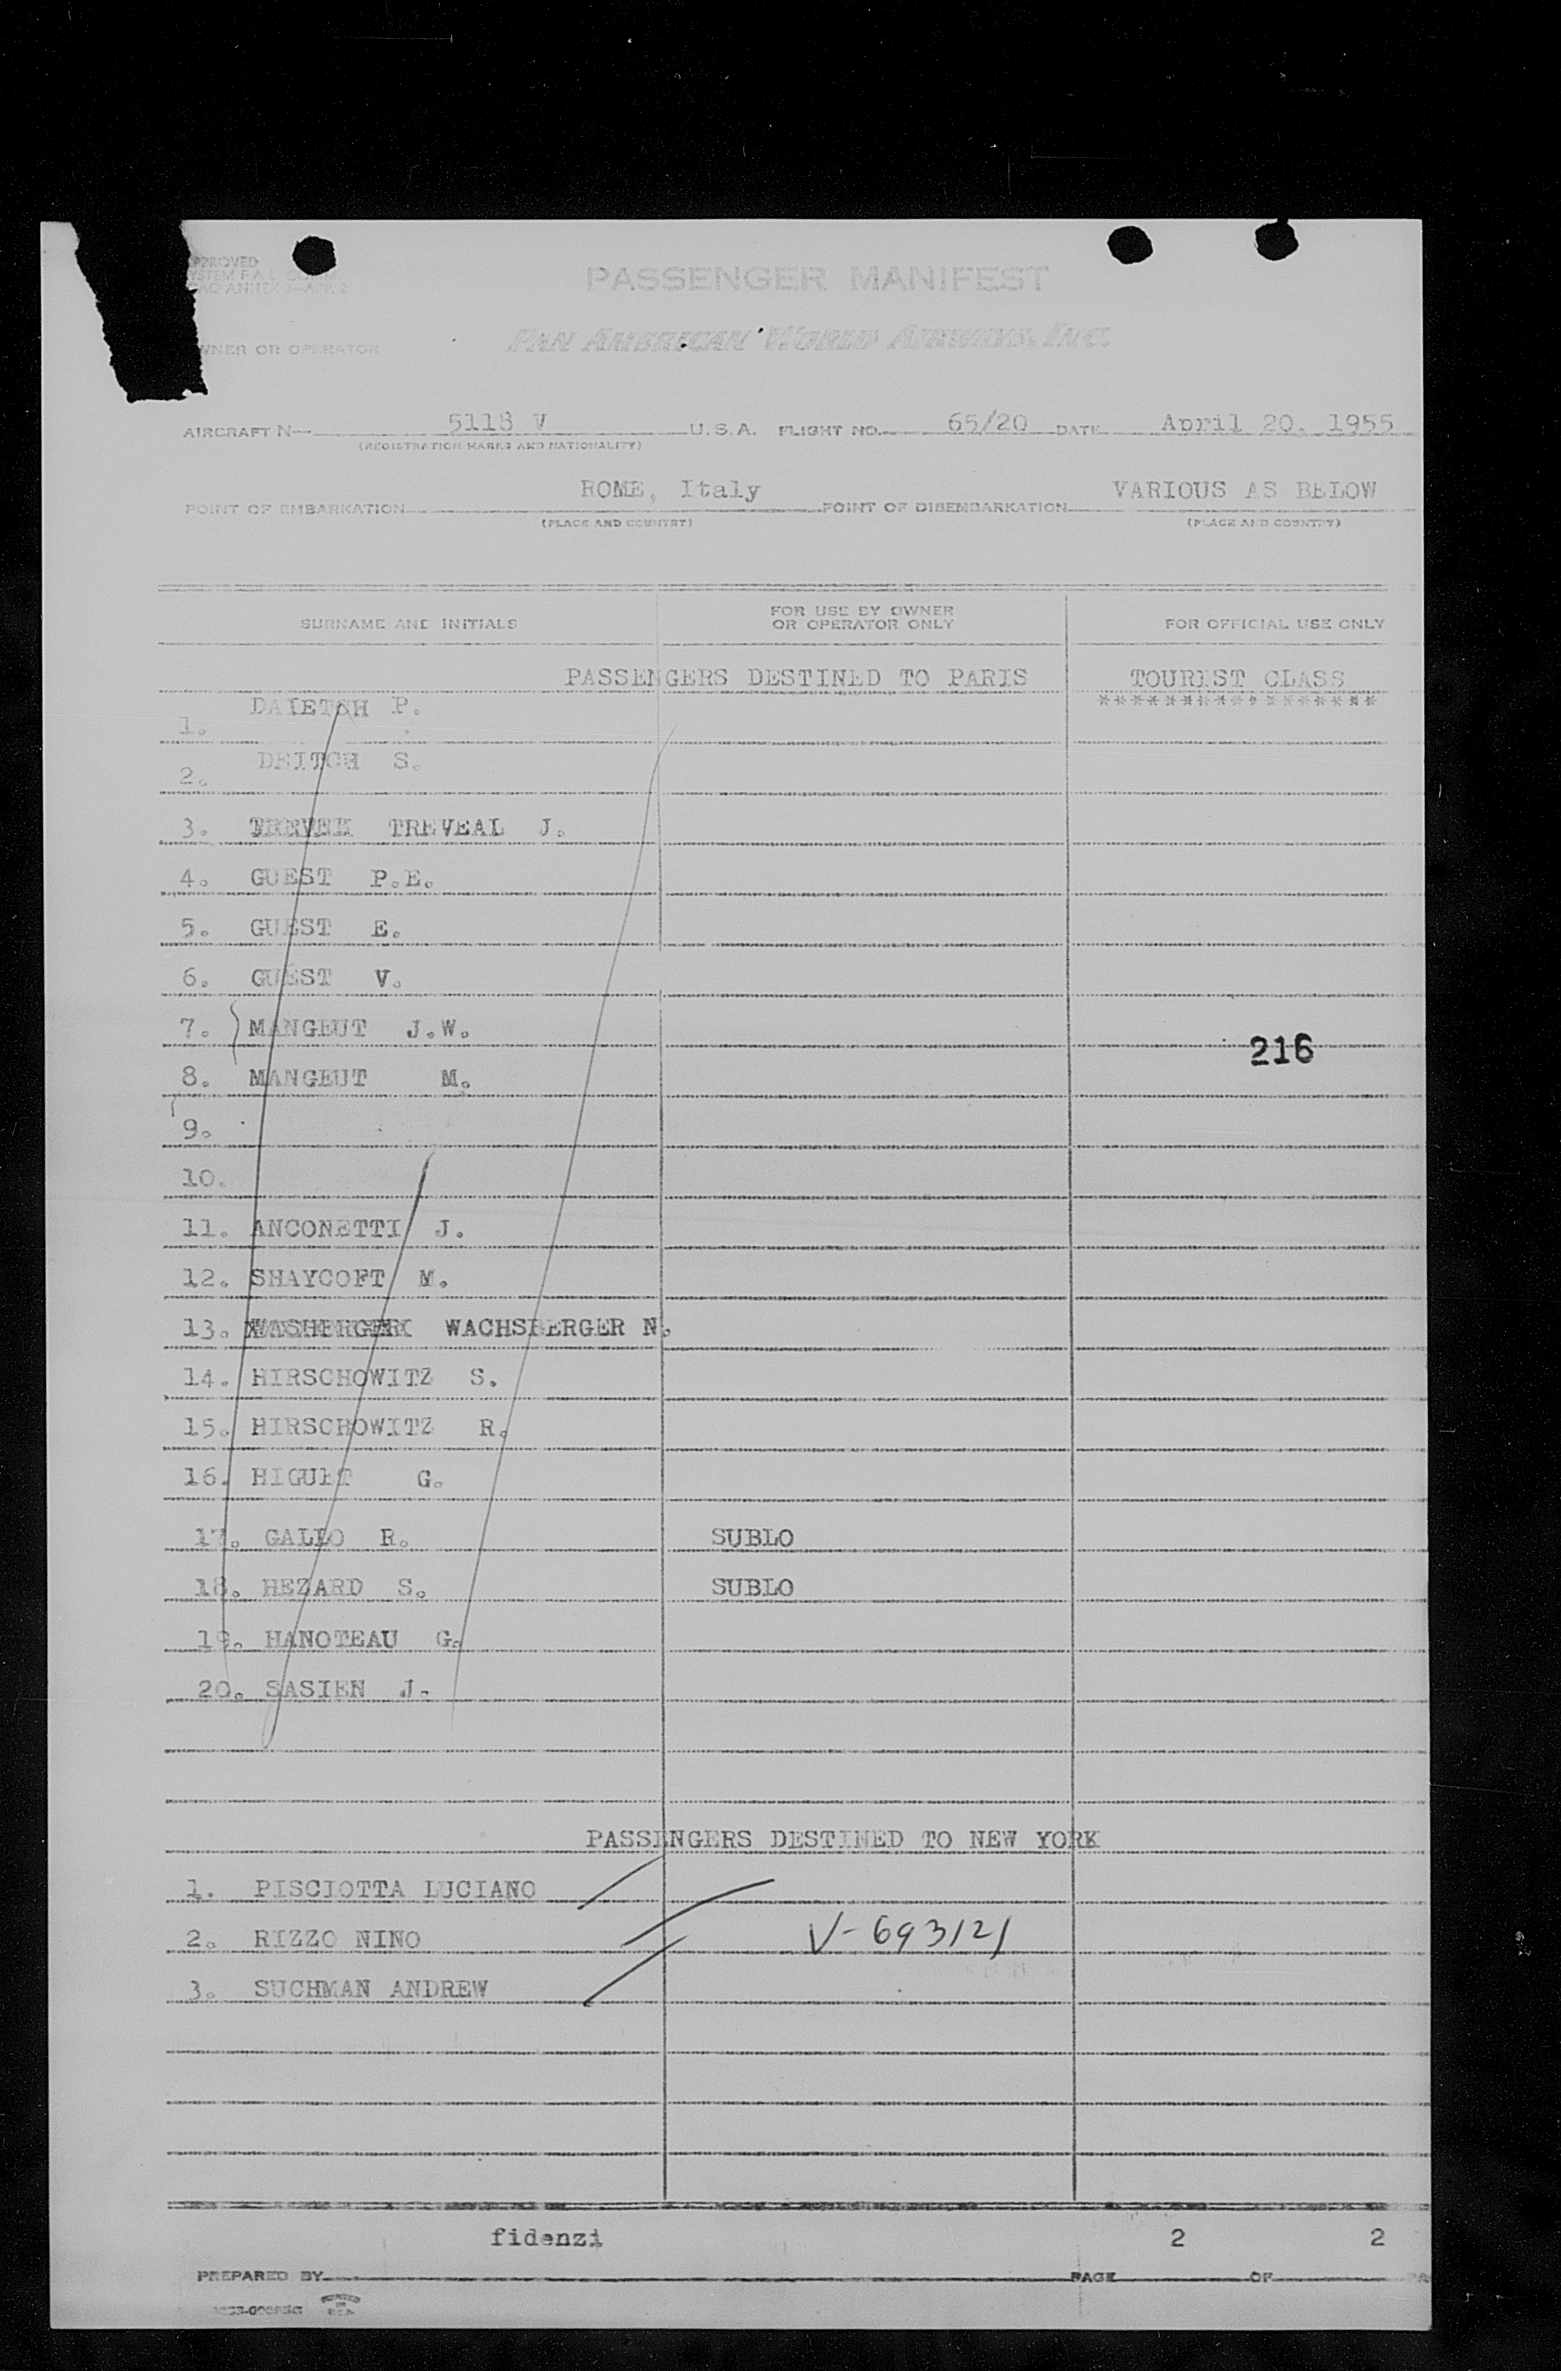 PASSENGER MANIFEST
PAN AMERICAN WORLD AIRWAYS, INC.
OWNER OR OPERATOR
AIRCRAFT N— 5118 V U.S.A. FLIGHT NO. 65/20 DATE April 20, 1955
(REGISTRATION MARKS AND NATIONALITY)
POINT OF EMBARKATION ROME, Italy POINT OF DISEMBARKATION VARIOUS AS BELOW
(PLACE AND COUNTRY) (PLACE AND COUNTRY)
SURNAME AND INITIALS FOR USE BY OWNER OR OPERATOR ONLY FOR OFFICIAL USE ONLY
PASSENGERS DESTINED TO PARIS TOURIST CLASS
*****************
1. DAIETSH P.
2. DEITCH S.
3. TREVEAL J.
4. GUEST P.E.
5. GUEST E.
6. GUEST V.
7. MANGEUT J.W.
216
8. MANGEUT M.
9.
10.
11. ANCONETTI J.
12. SHAYCOFT M.
13. WACHSBERGER N.
14. HIRSCHOWITZ S.
15. HIRSCHOWITZ R.
16. HIGUET G.
17. GALLO R. SUBLO
18. HEZARD S. SUBLO
19. HANOTEAU G.
20. SASIEN J.
PASSENGERS DESTINED TO NEW YORK
1. PISCIOTTA LUCIANO
2. RIZZO NINO V-693121
3. SUCHMAN ANDREW
fidenzi 2 2
PREPARED BY PAGE OF